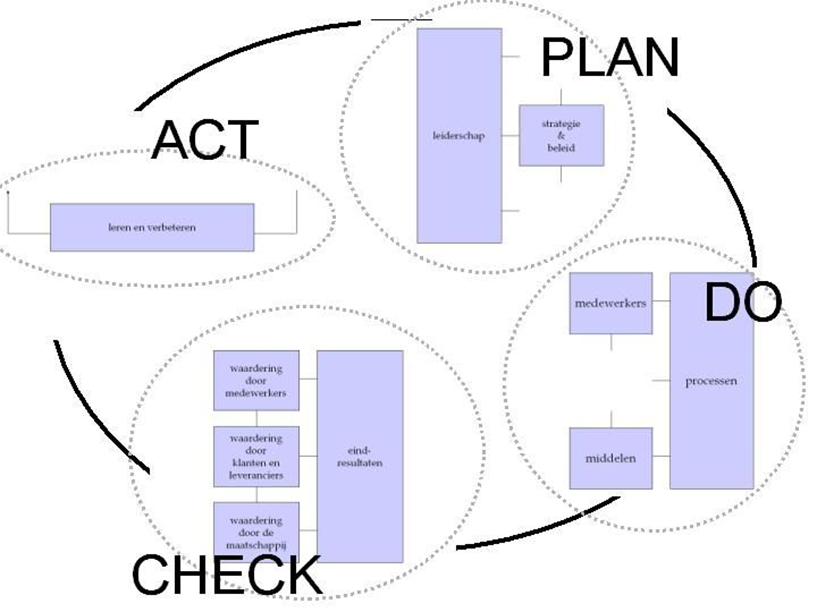 PLAN
leiderschap
strategie
&
beleid
ACT
leren en verbeteren
DO
medewerkers
processen
middelen
waardering
door
medewerkers
waardering
door
klanten en
leveranciers
waardering
door de
maatschappij
eind-
resultaten
CHECK